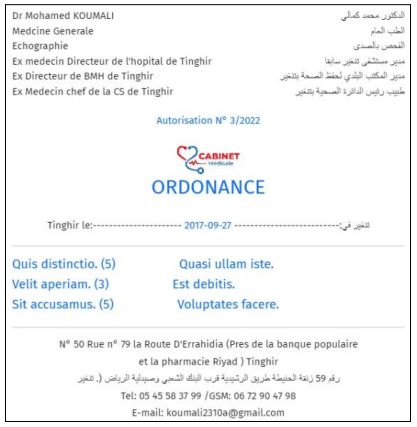 Dr Mohamed KOUMALI
الدكتور محمد كمالي
Medcine Generale
الطب العام
Echographie
الفحص بالصدى
Ex medecin Directeur de l'hopital de Tinghir
مدير مستشفى تنغير سابقا
Ex Directeur de BMH de Tinghir
مدير المكتب البلدي لحفظ الصحة بتنغير
Ex Medecin chef de la CS de Tinghir
طبيب رئيس الدائرة الصحية بتنغير
Autorisation N° 3/2022
CABINET
Médicale
ORDONANCE
Tinghir le:---------------------- 2017-09-27 --------------------------:تنغير في
Quis distinctio. (5) Quasi ullam iste.
Velit aperiam. (3) Est debitis.
Sit accusamus. (5) Voluptates facere.
N° 50 Rue n° 79 la Route D'Errahidia (Pres de la banque populaire
et la pharmacie Riyad ) Tinghir
رقم 59 زنقة الحنيطة طريق الرشيدية قرب البنك الشعبي وصيدلية الرياض (. تنغير
Tel: 05 45 58 37 99 /GSM: 06 72 90 47 98
E-mail: koumali2310a@gmail.com